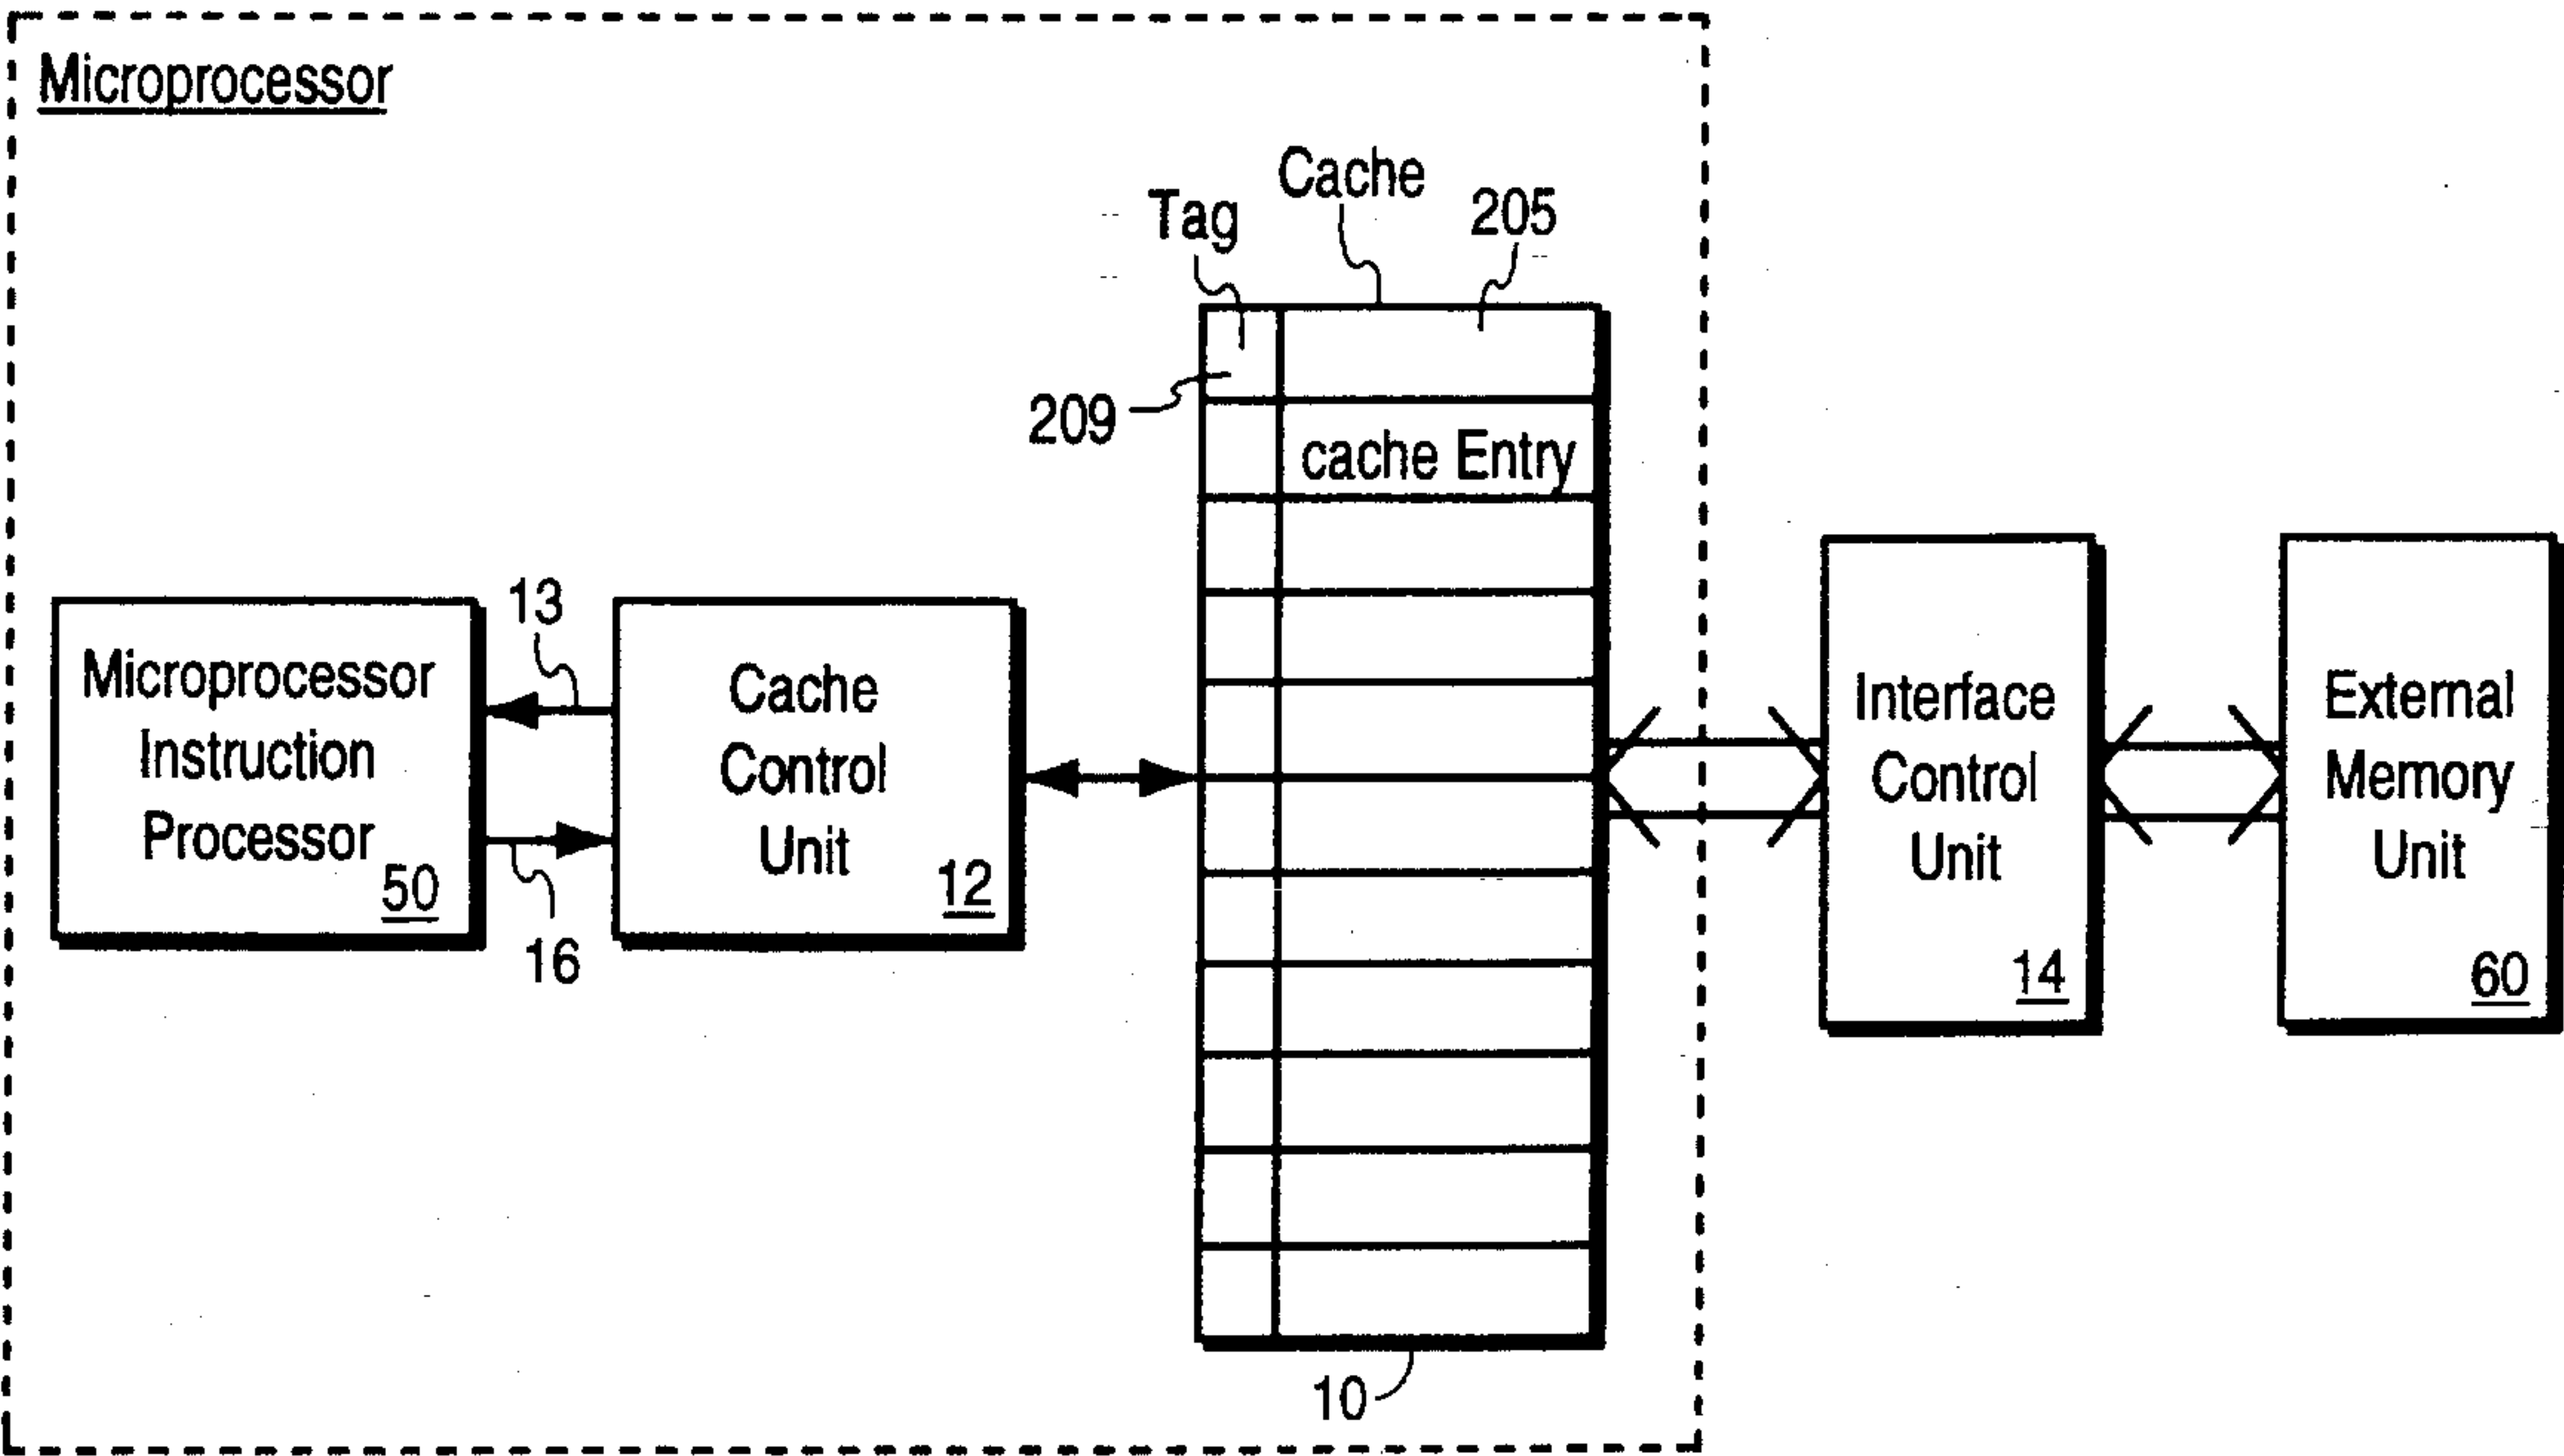 Microprocessor
Cache
Tag
205
209
cache Entry
13
Microprocessor
Instruction
Processor
50
16
Cache
Control
Unit
12
Interface
Control
Unit
14
External
Memory
Unit
60
10